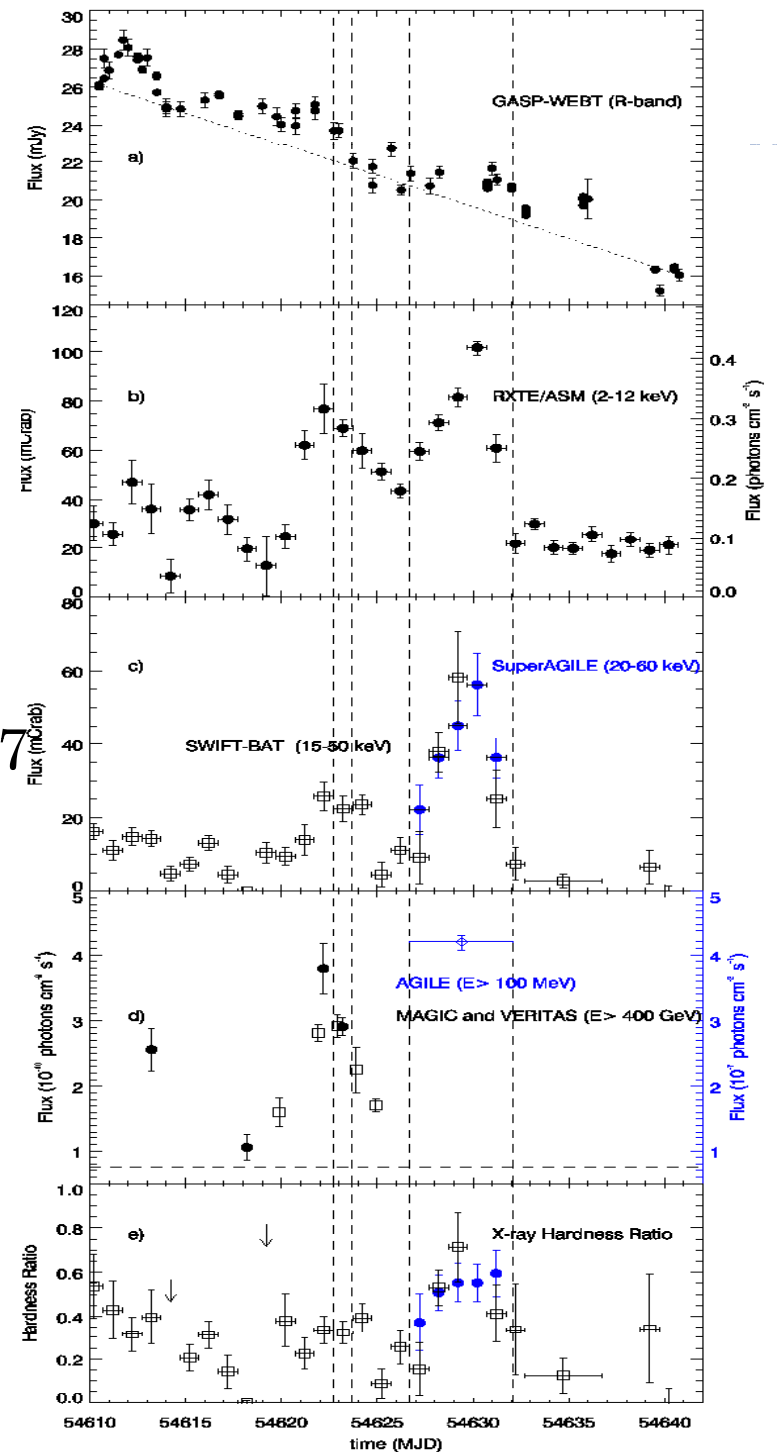 30
28
26
24
22
20
18
16
Flux (mJy)
a)
GASP-WEBT (R-band)
120
100
80
60
40
20
0
Flux (mCrab)
b)
RXTE/ASM (2-12 keV)
0.4
0.3
0.2
0.1
0.0
Flux (photons cm⁻² s⁻¹)
80
60
40
20
0
7
Flux (mCrab)
c)
SuperAGILE (20-60 keV)
SWIFT-BAT (15-50 keV)
5
4
3
2
1
Flux (10⁻¹⁰ photons cm⁻² s⁻¹)
d)
AGILE (E> 100 MeV)
MAGIC and VERITAS (E> 400 GeV)
5
4
3
2
1
Flux (10⁻⁷ photons cm⁻² s⁻¹)
1.0
0.8
0.6
0.4
0.2
0.0
Hardness Ratio
e)
X-ray Hardness Ratio
54610 54615 54620 54625 54630 54635 54640
time (MJD)